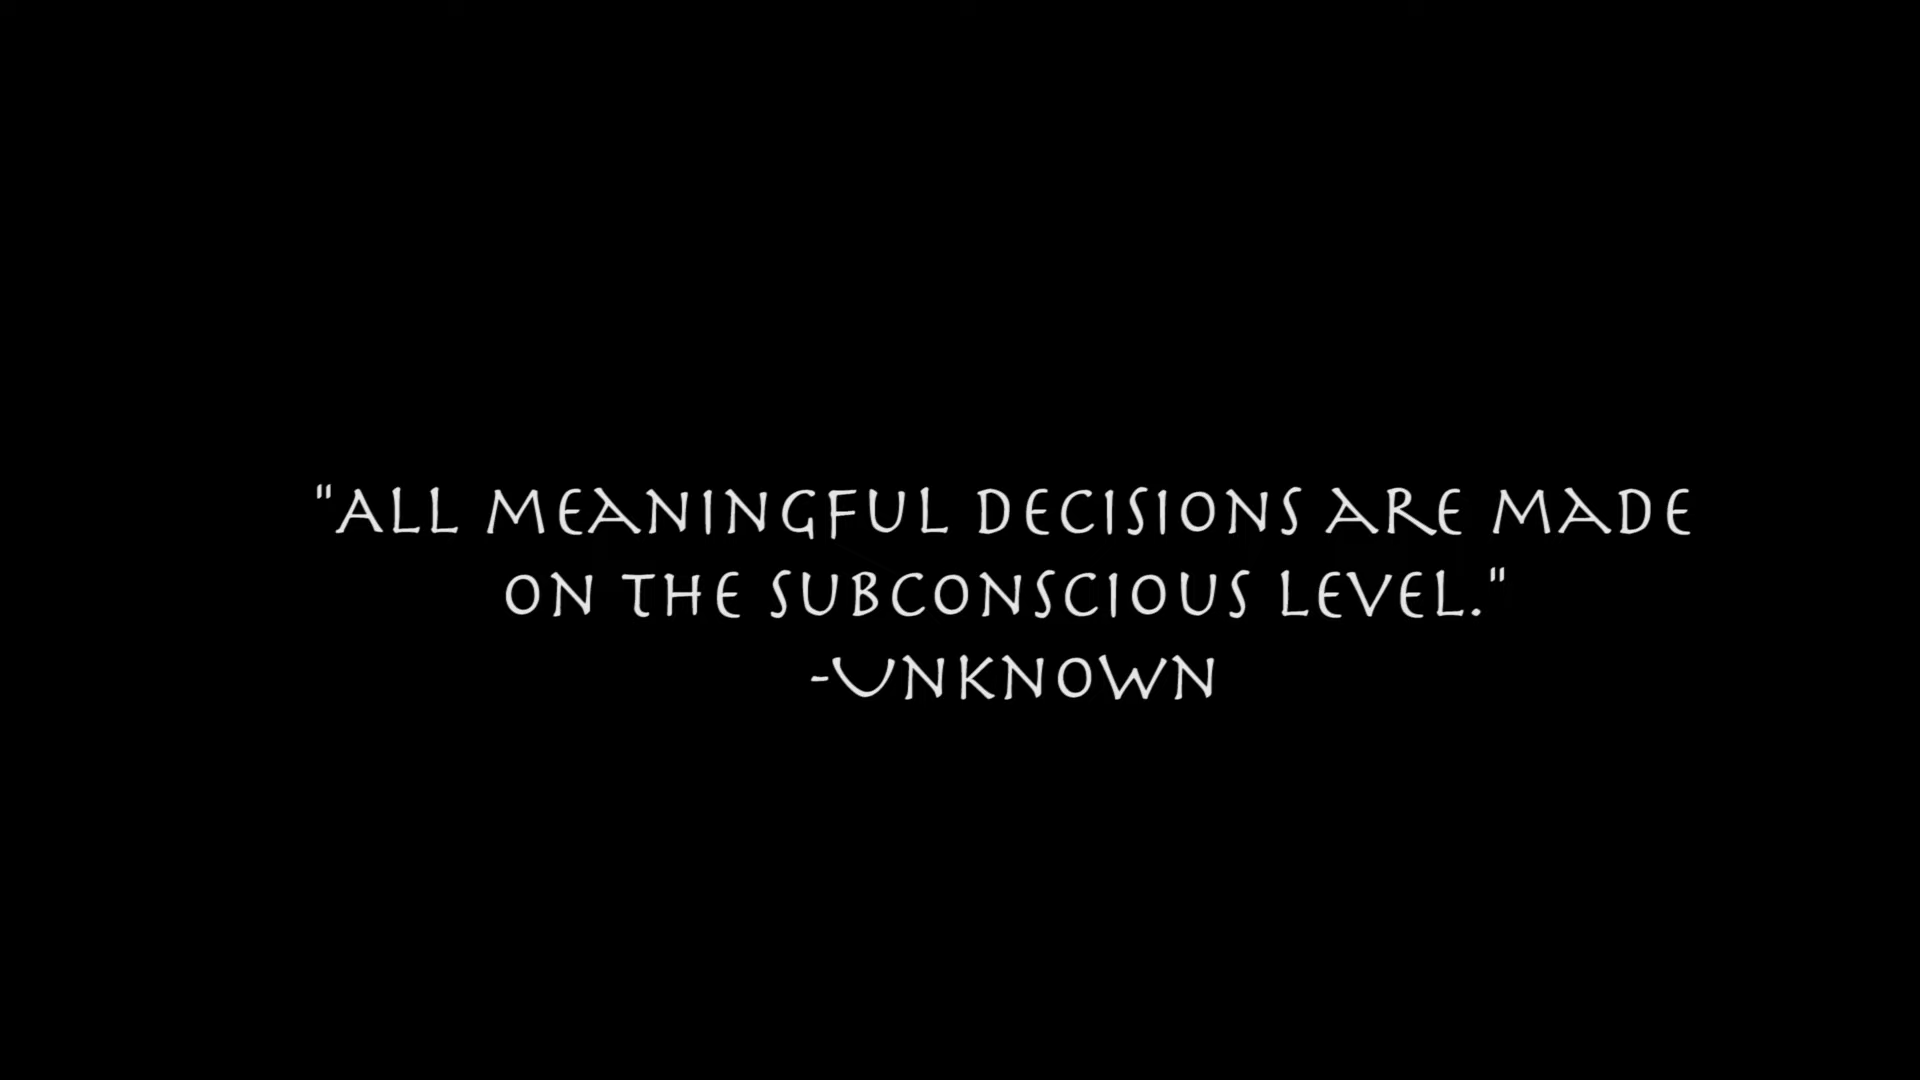 "All meaningful decisions are made
on the subconscious level."
-Unknown